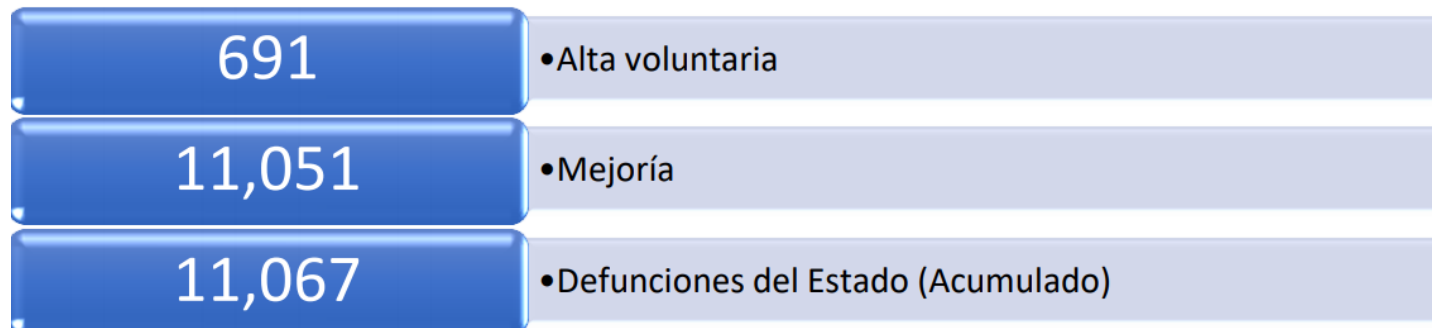 691
•Alta voluntaria
11,051
•Mejoría
11,067
•Defunciones del Estado (Acumulado)